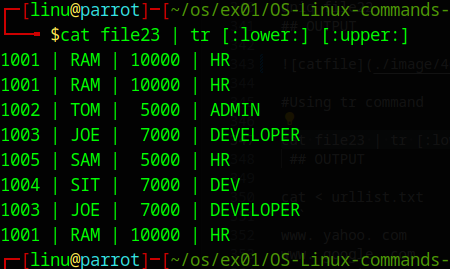 ┌─[linu@parrot]─[~/os/ex01/OS-Linux-commands-
└──╼ $cat file23 | tr [:lower:] [:upper:]
1001 | RAM | 10000 | HR
1001 | RAM | 10000 | HR
1002 | TOM |  5000 | ADMIN
1003 | JOE |  7000 | DEVELOPER
1005 | SAM |  5000 | HR
1004 | SIT |  7000 | DEV
1003 | JOE |  7000 | DEVELOPER
1001 | RAM | 10000 | HR
┌─[linu@parrot]─[~/os/ex01/OS-Linux-commands-
## OUTPUT
![catfile](./image/4
#Using tr command
cat file23 | tr [:lo
## OUTPUT
cat < urllist.txt
www. yahoo. com